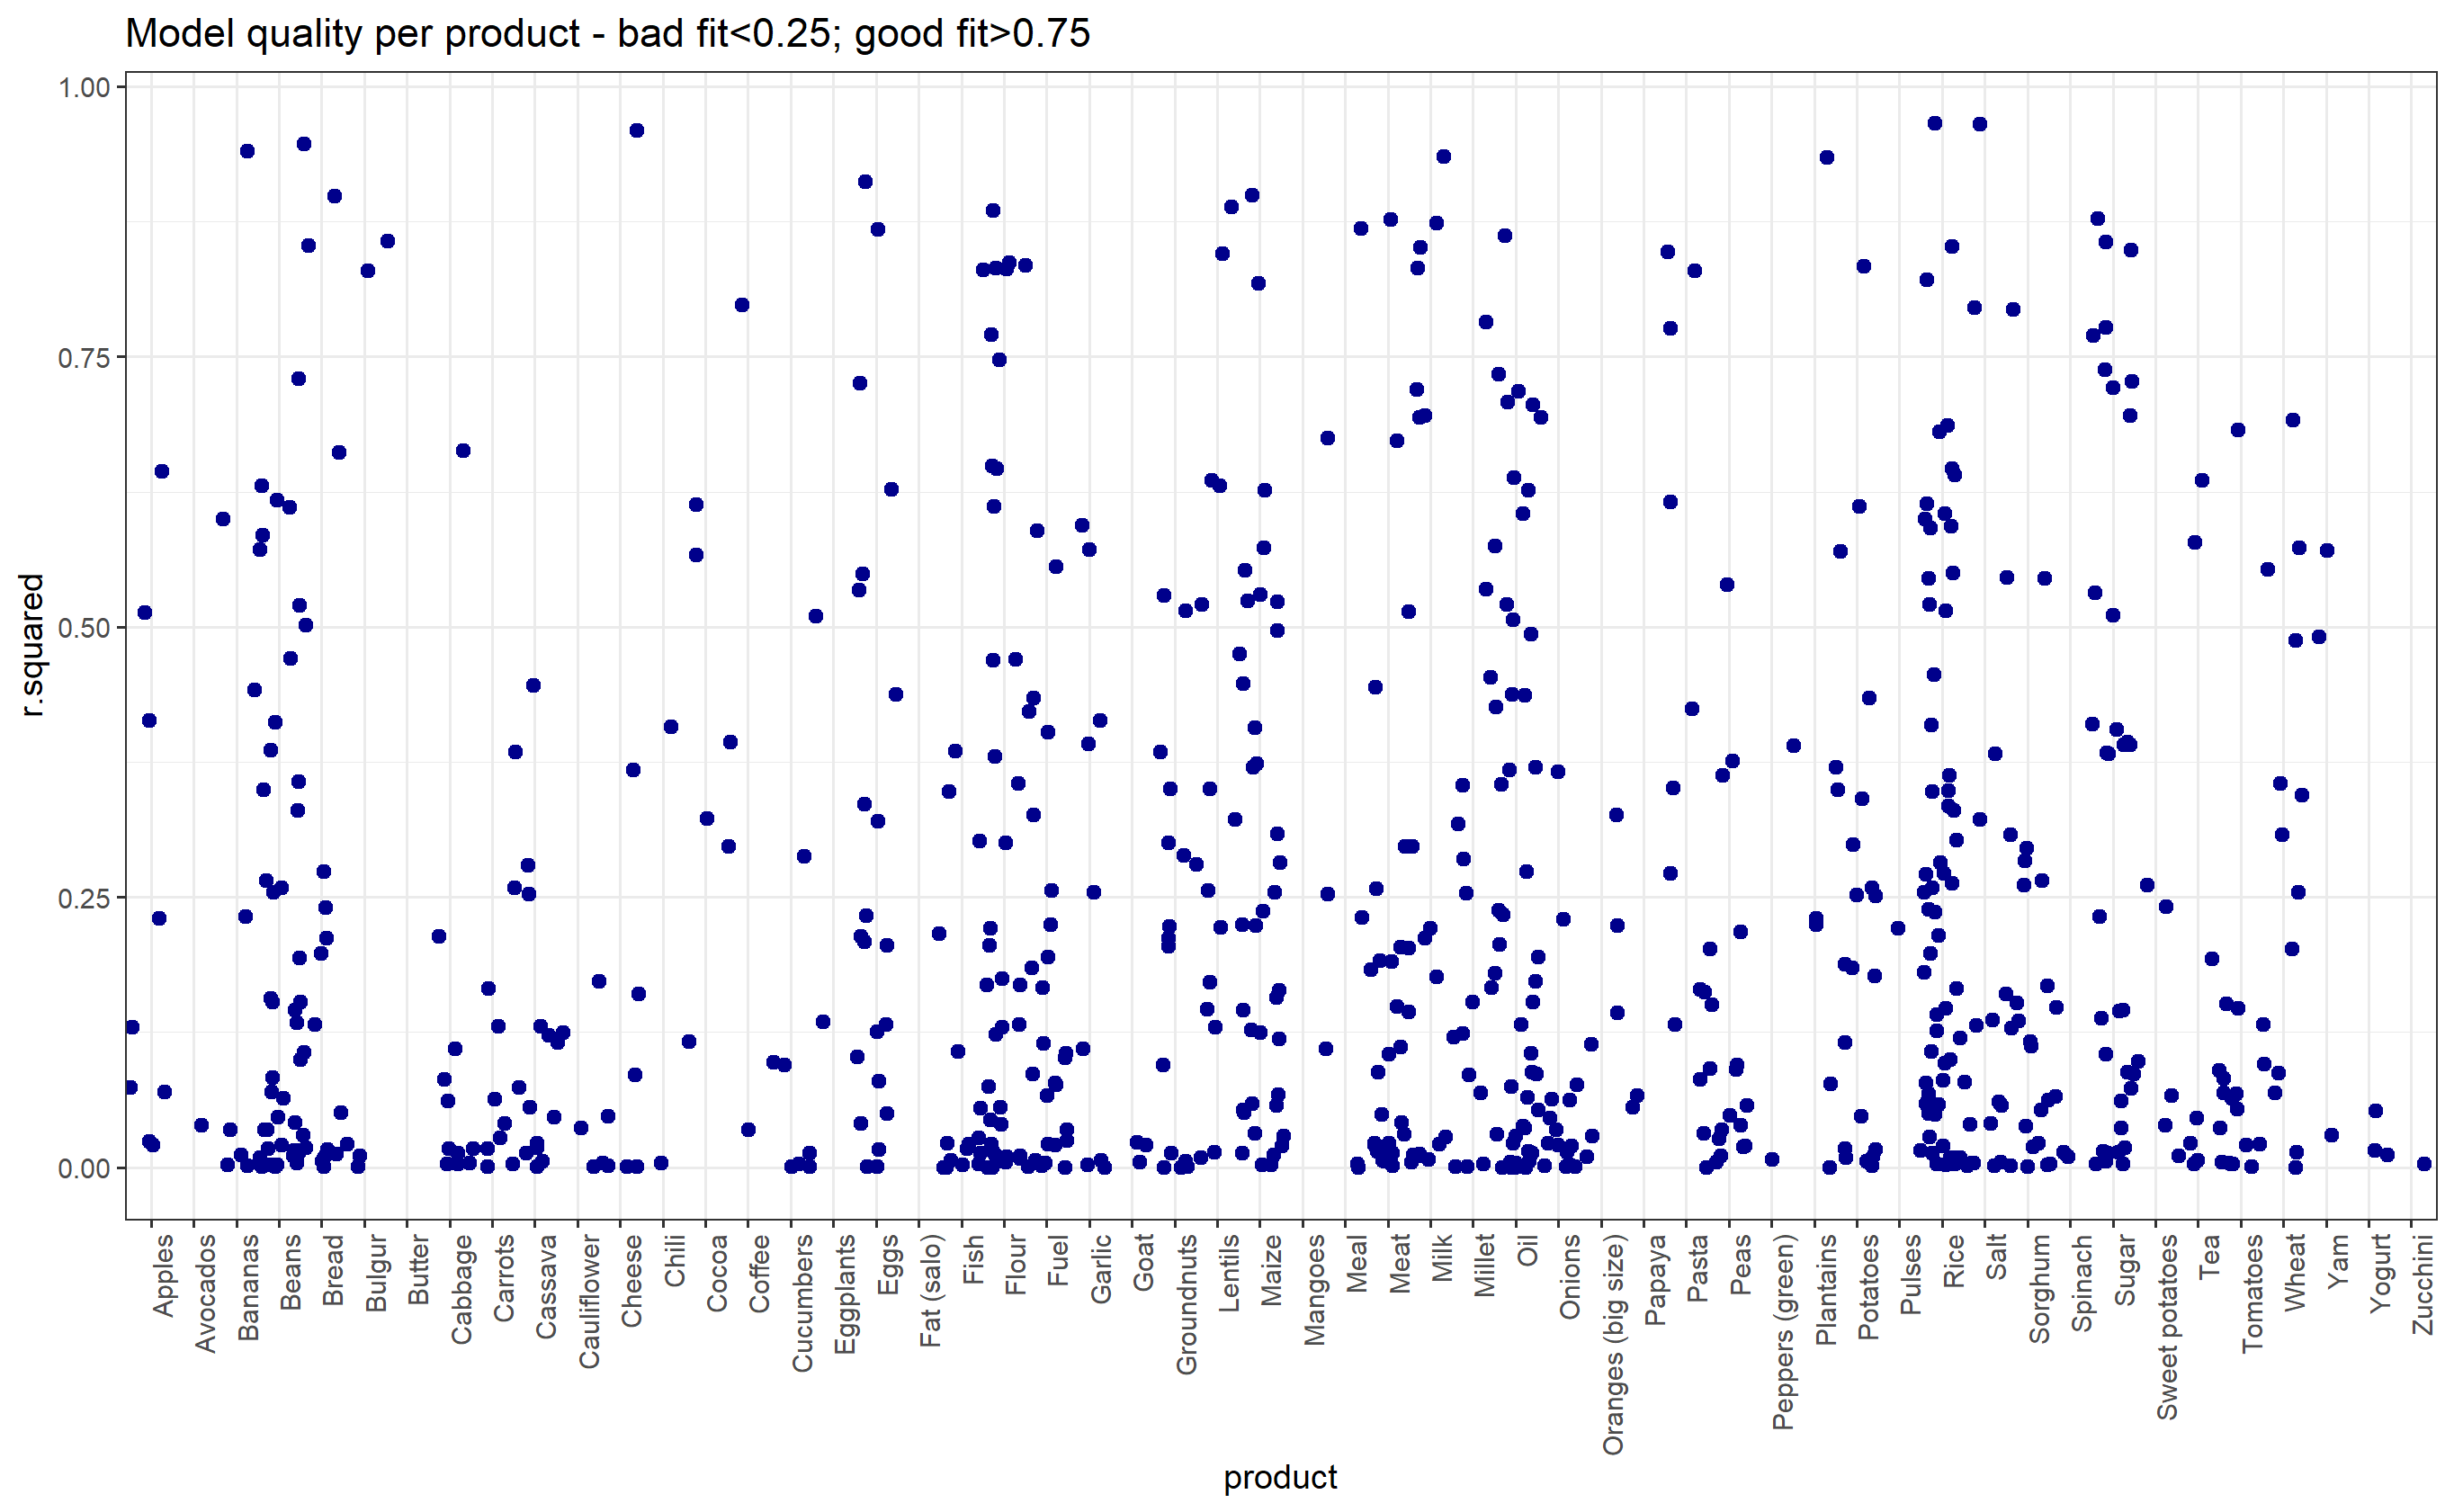 Model quality per product - bad fit<0.25; good fit>0.75
1.00
0.75
0.50
0.25
0.00
r.squared
Apples
Avocados
Bananas
Beans
Bread
Bulgur
Butter
Cabbage
Carrots
Cassava
Cauliflower
Cheese
Chili
Cocoa
Coffee
Cucumbers
Eggplants
Eggs
Fat (salo)
Fish
Flour
Fuel
Garlic
Goat
Groundnuts
Lentils
Maize
Mangoes
Meal
Meat
Milk
Millet
Oil
Onions
Oranges (big size)
Papaya
Pasta
Peas
Peppers (green)
Plantains
Potatoes
Pulses
Rice
Salt
Sorghum
Spinach
Sugar
Sweet potatoes
Tea
Tomatoes
Wheat
Yam
Yogurt
Zucchini
product